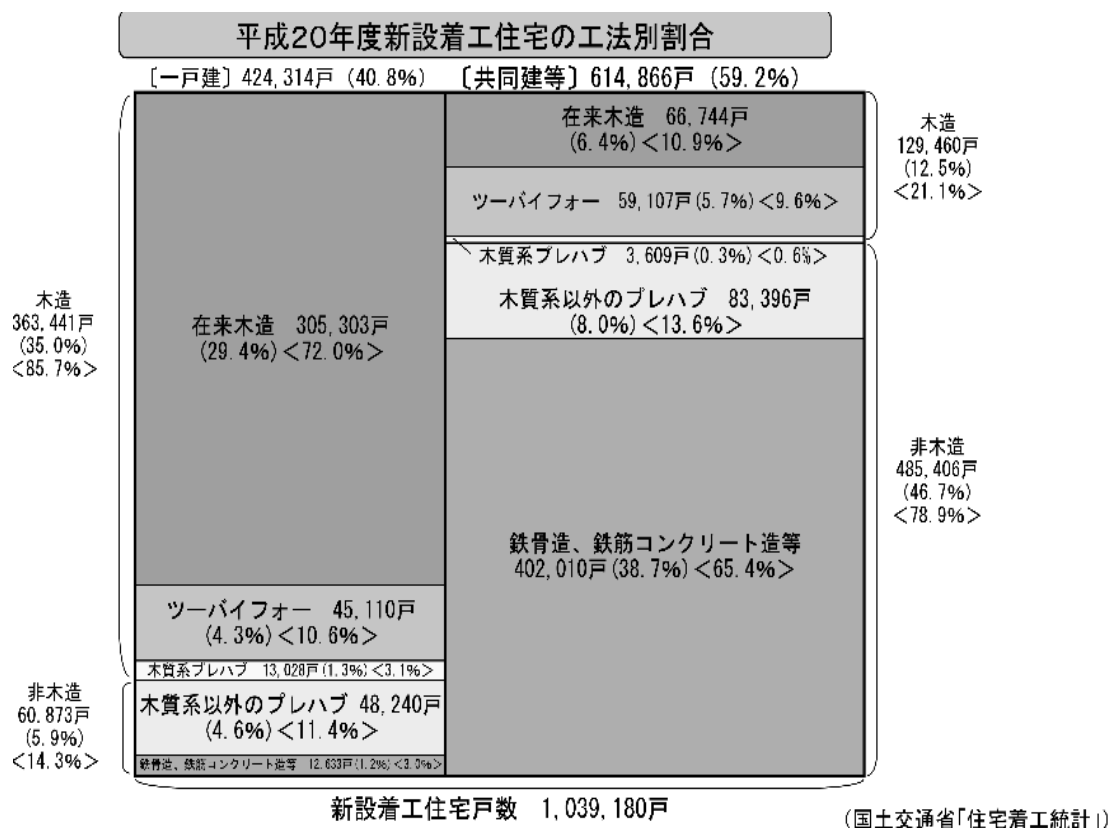 平成20年度新設着工住宅の工法別割合
〔一戸建〕424,314戸 (40.8%)
〔共同建等〕614,866戸 (59.2%)
木造
363,441戸
(35.0%)
<85.7%>
非木造
60,873戸
(5.9%)
<14.3%>
在来木造 305,303戸
(29.4%)<72.0%>
ツーバイフォー 45,110戸
(4.3%)<10.6%>
木質系プレハブ 13,028戸(1.3%)<3.1%>
木質系以外のプレハブ 48,240戸
(4.6%)<11.4%>
鉄骨造、鉄筋コンクリート造等 12,633戸(1.2%)<3.0%>
在来木造 66,744戸
(6.4%)<10.9%>
ツーバイフォー 59,107戸(5.7%)<9.6%>
木質系プレハブ 3,609戸(0.3%)<0.6%>
木質系以外のプレハブ 83,396戸
(8.0%)<13.6%>
鉄骨造、鉄筋コンクリート造等
402,010戸(38.7%)<65.4%>
木造
129,460戸
(12.5%)
<21.1%>
非木造
485,406戸
(46.7%)
<78.9%>
新設着工住宅戸数 1,039,180戸
(国土交通省「住宅着工統計」)